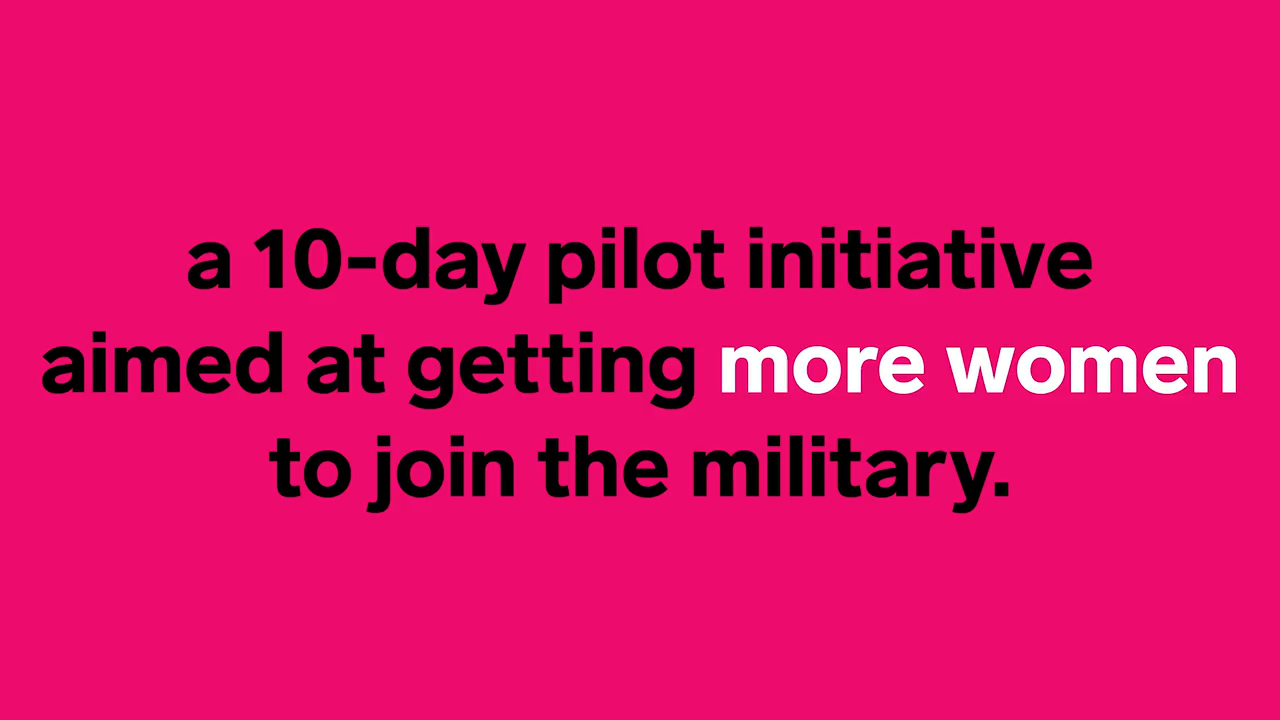 a 10-day pilot initiative
aimed at getting more women
to join the military.